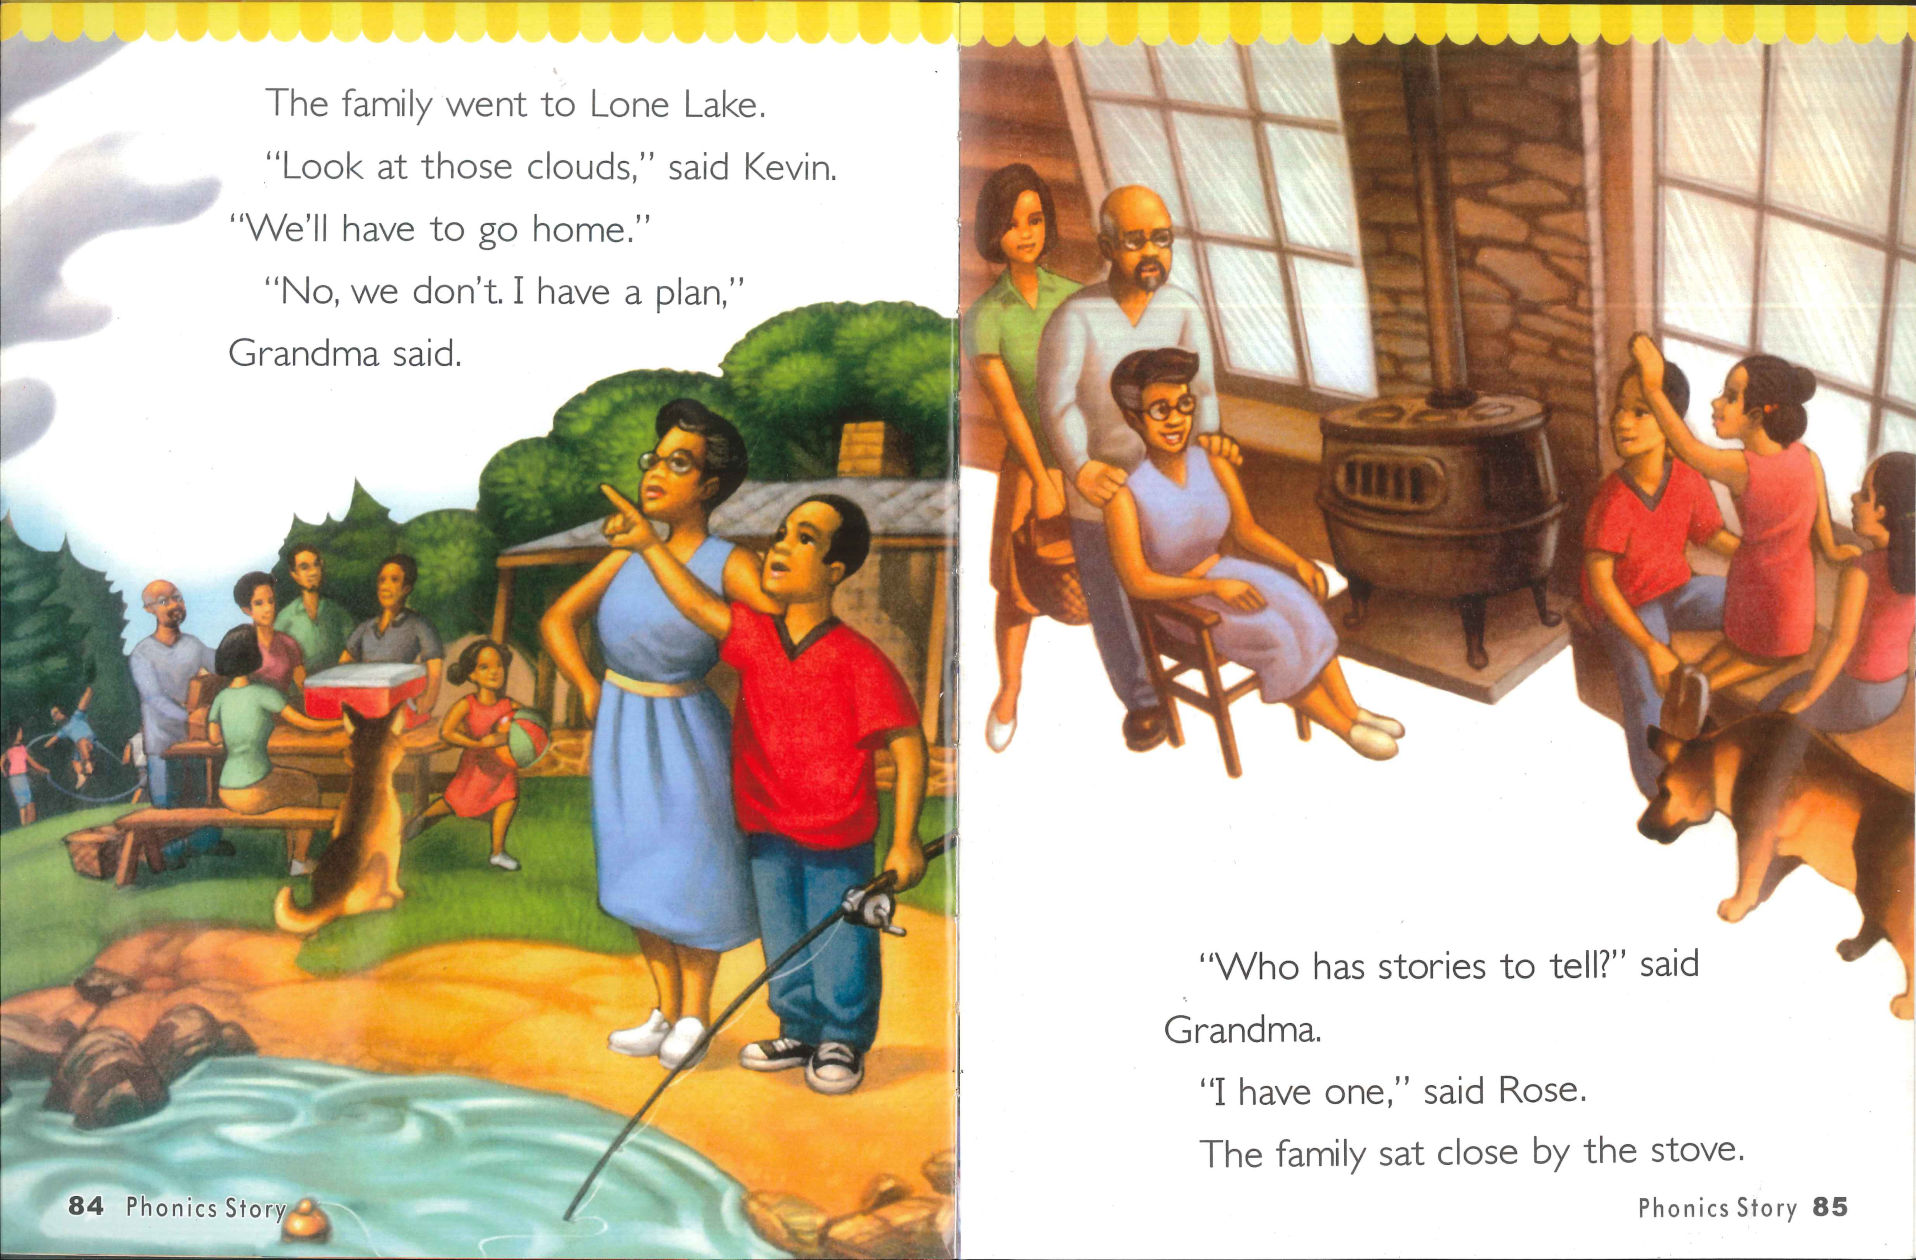 The family went to Lone Lake.
“Look at those clouds,” said Kevin.
“We’ll have to go home.”
“No, we don’t. I have a plan,”
Grandma said.
84 Phonics Story
“Who has stories to tell?” said
Grandma.
“I have one,” said Rose.
The family sat close by the stove.
Phonics Story 85